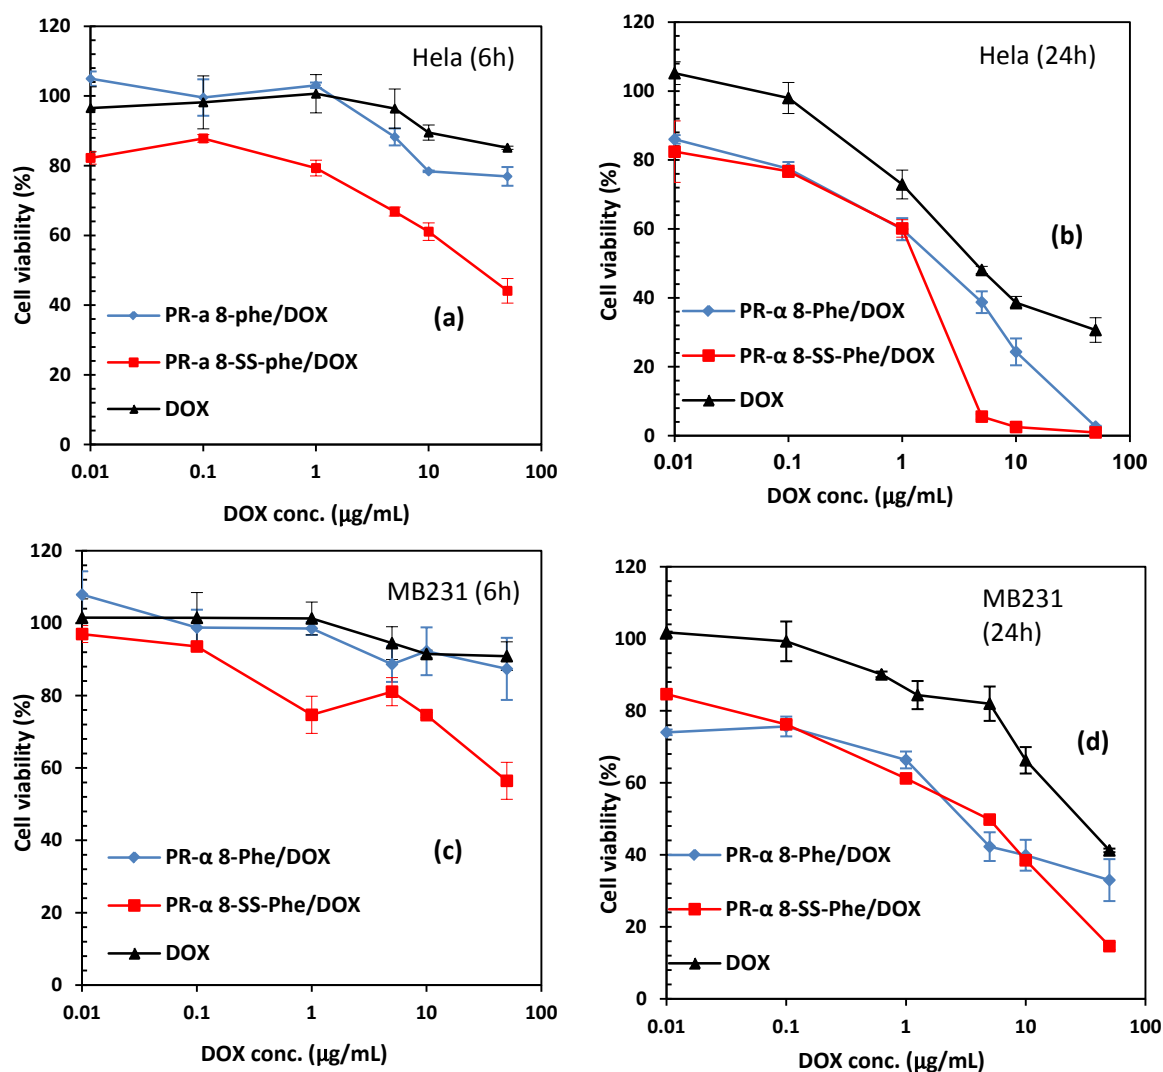 Hela (6h)
120
100
80
60
40
20
0
Cell viability (%)
PR-a 8-phe/DOX
PR-a 8-SS-phe/DOX
DOX
(a)
0.01 0.1 1 10 100
DOX conc. (µg/mL)
Hela (24h)
120
100
80
60
40
20
0
Cell viability (%)
(b)
PR-α 8-Phe/DOX
PR-α 8-SS-Phe/DOX
DOX
0.01 0.1 1 10 100
DOX conc. (µg/mL)
MB231 (6h)
120
100
80
60
40
20
0
Cell viability (%)
PR-α 8-Phe/DOX
(c)
PR-α 8-SS-Phe/DOX
DOX
0.01 0.1 1 10 100
DOX conc. (µg/mL)
MB231
(24h)
120
100
80
60
40
20
0
Cell viability (%)
(d)
PR-α 8-Phe/DOX
PR-α 8-SS-Phe/DOX
DOX
0.01 0.1 1 10 100
DOX conc. (µg/mL)